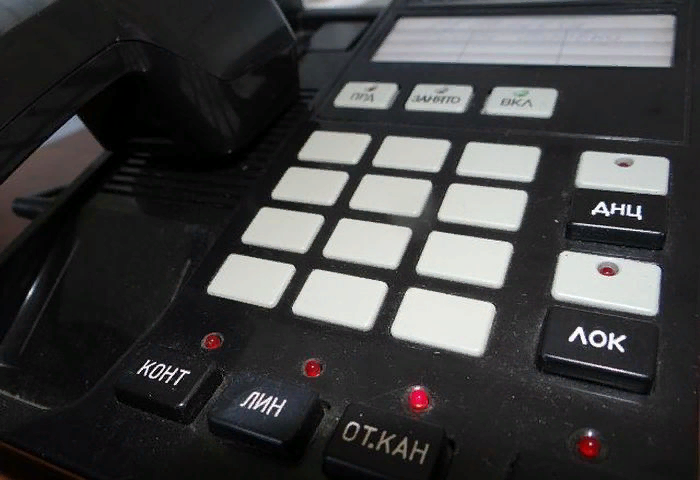 ПРД
ЗАНЯТО
ВКЛ
ДНЦ
ЛОК
КОНТ
ЛИН
ОТ.КАН